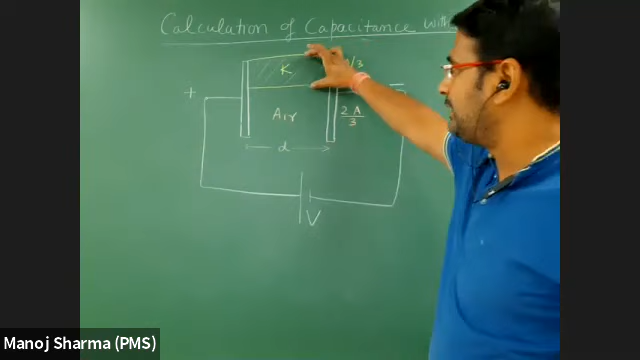 Calculation of Capacitance with
K
A/3
+
−
Air
2A/3
d
V
Manoj Sharma (PMS)